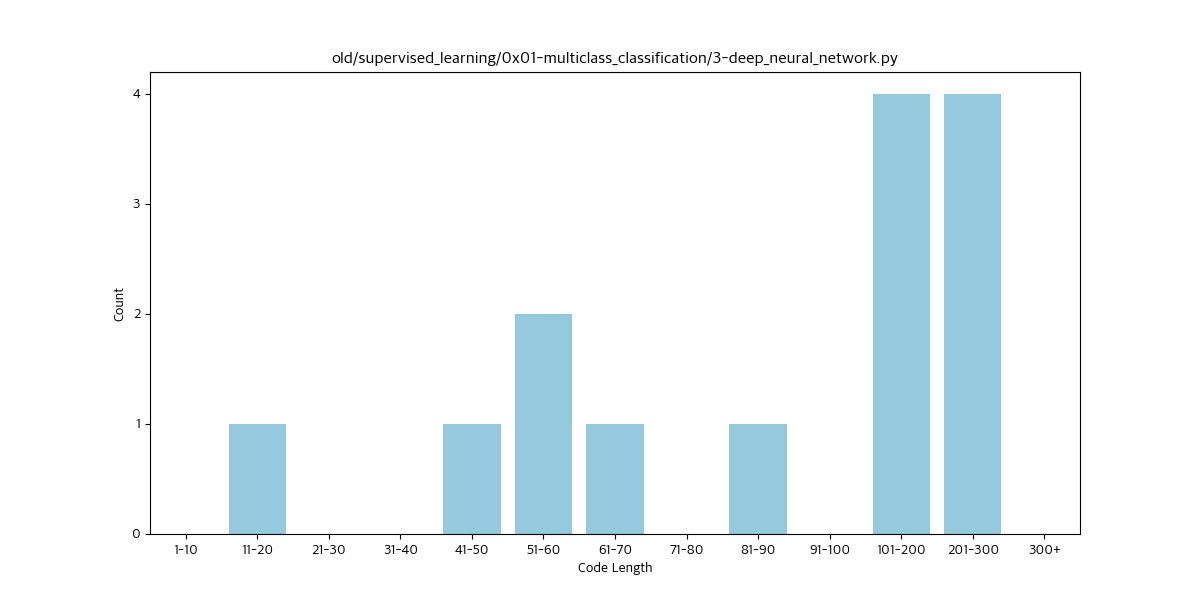 old/supervised_learning/0x01-multiclass_classification/3-deep_neural_network.py
4
3
2
1
0
Count
1-10 11-20 21-30 31-40 41-50 51-60 61-70 71-80 81-90 91-100 101-200 201-300 300+
Code Length